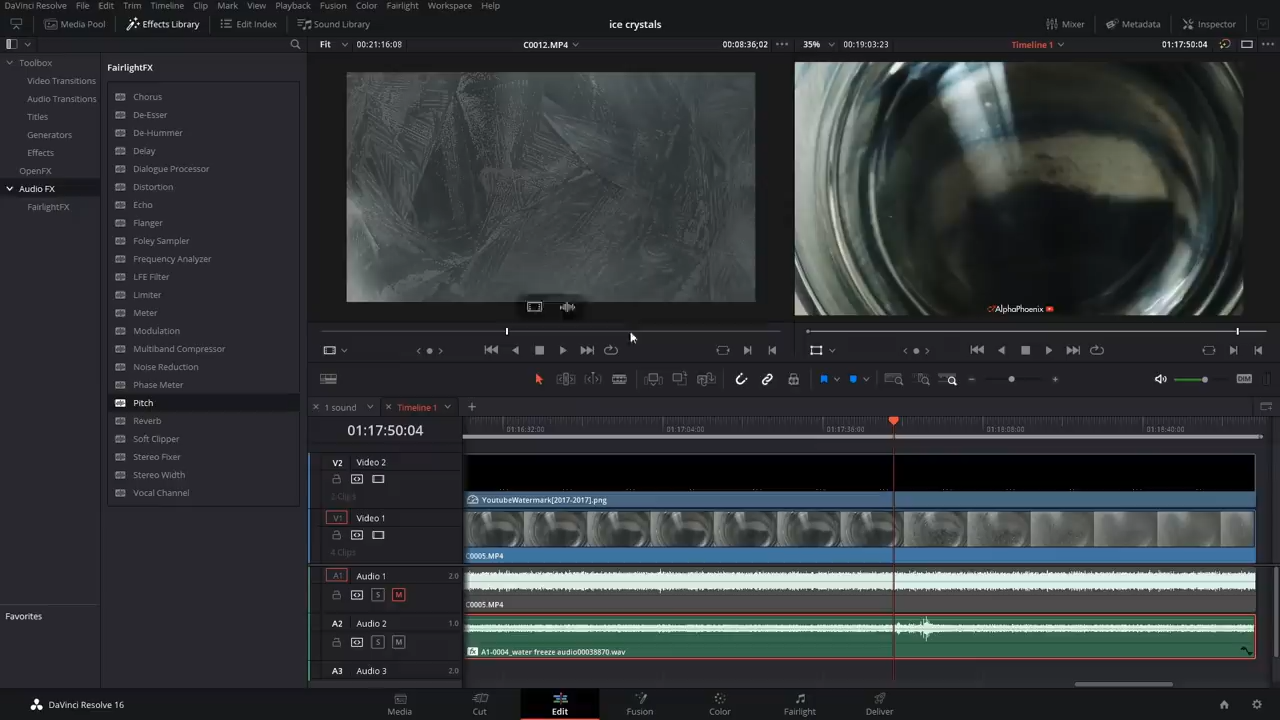 DaVinci Resolve File Edit Trim Timeline Clip Mark View Playback Fusion Color Fairlight Workspace Help
Media Pool Effects Library Edit Index Sound Library ice crystals Mixer Metadata Inspector
Fit 00:21:16:08 C0012.MP4 00:08:36;02 35% 00:19:03:23 Timeline 1 01:17:50:04
Toolbox
Video Transitions
Audio Transitions
Titles
Generators
Effects
OpenFX
Audio FX
FairlightFX
Favorites
FairlightFX
Chorus
De-Esser
De-Hummer
Delay
Dialogue Processor
Distortion
Echo
Flanger
Foley Sampler
Frequency Analyzer
LFE Filter
Limiter
Meter
Modulation
Multiband Compressor
Noise Reduction
Phase Meter
Pitch
Reverb
Soft Clipper
Stereo Fixer
Stereo Width
Vocal Channel
AlphaPhoenix
DIM
1 sound Timeline 1
01:17:50:04 01:16:32:00 01:17:04:00 01:17:36:00 01:18:08:00 01:18:40:00
V2 Video 2
2 Clips
YoutubeWatermark[2017-2017].png
V1 Video 1
4 Clips
C0005.MP4
A1 Audio 1 2.0
S M
C0005.MP4
A2 Audio 2 1.0
S M
A1-0004_water freeze audio00038870.wav
A3 Audio 3 2.0
DaVinci Resolve 16 Media Cut Edit Fusion Color Fairlight Deliver